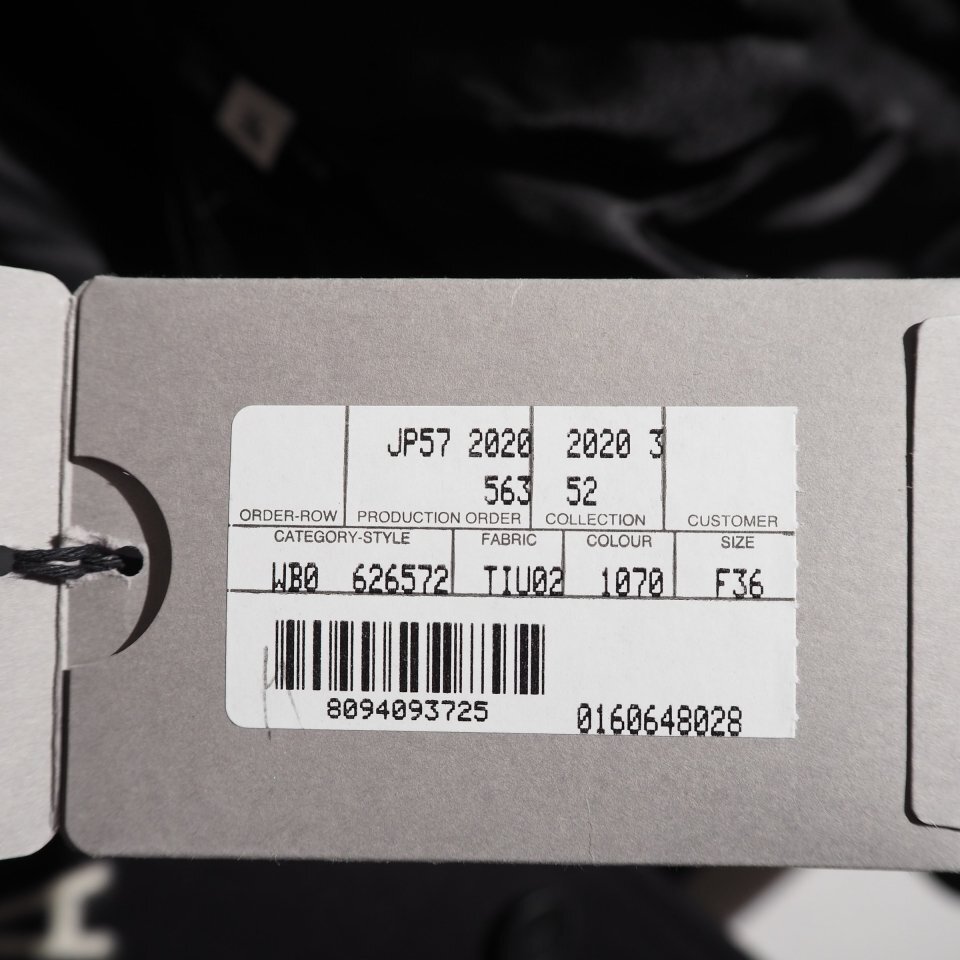 JP57 2020 2020 3
563 52
ORDER-ROW PRODUCTION ORDER COLLECTION CUSTOMER
CATEGORY-STYLE FABRIC COLOUR SIZE
WB0 626572 TIU02 1070 F36
8094093725 0160648028